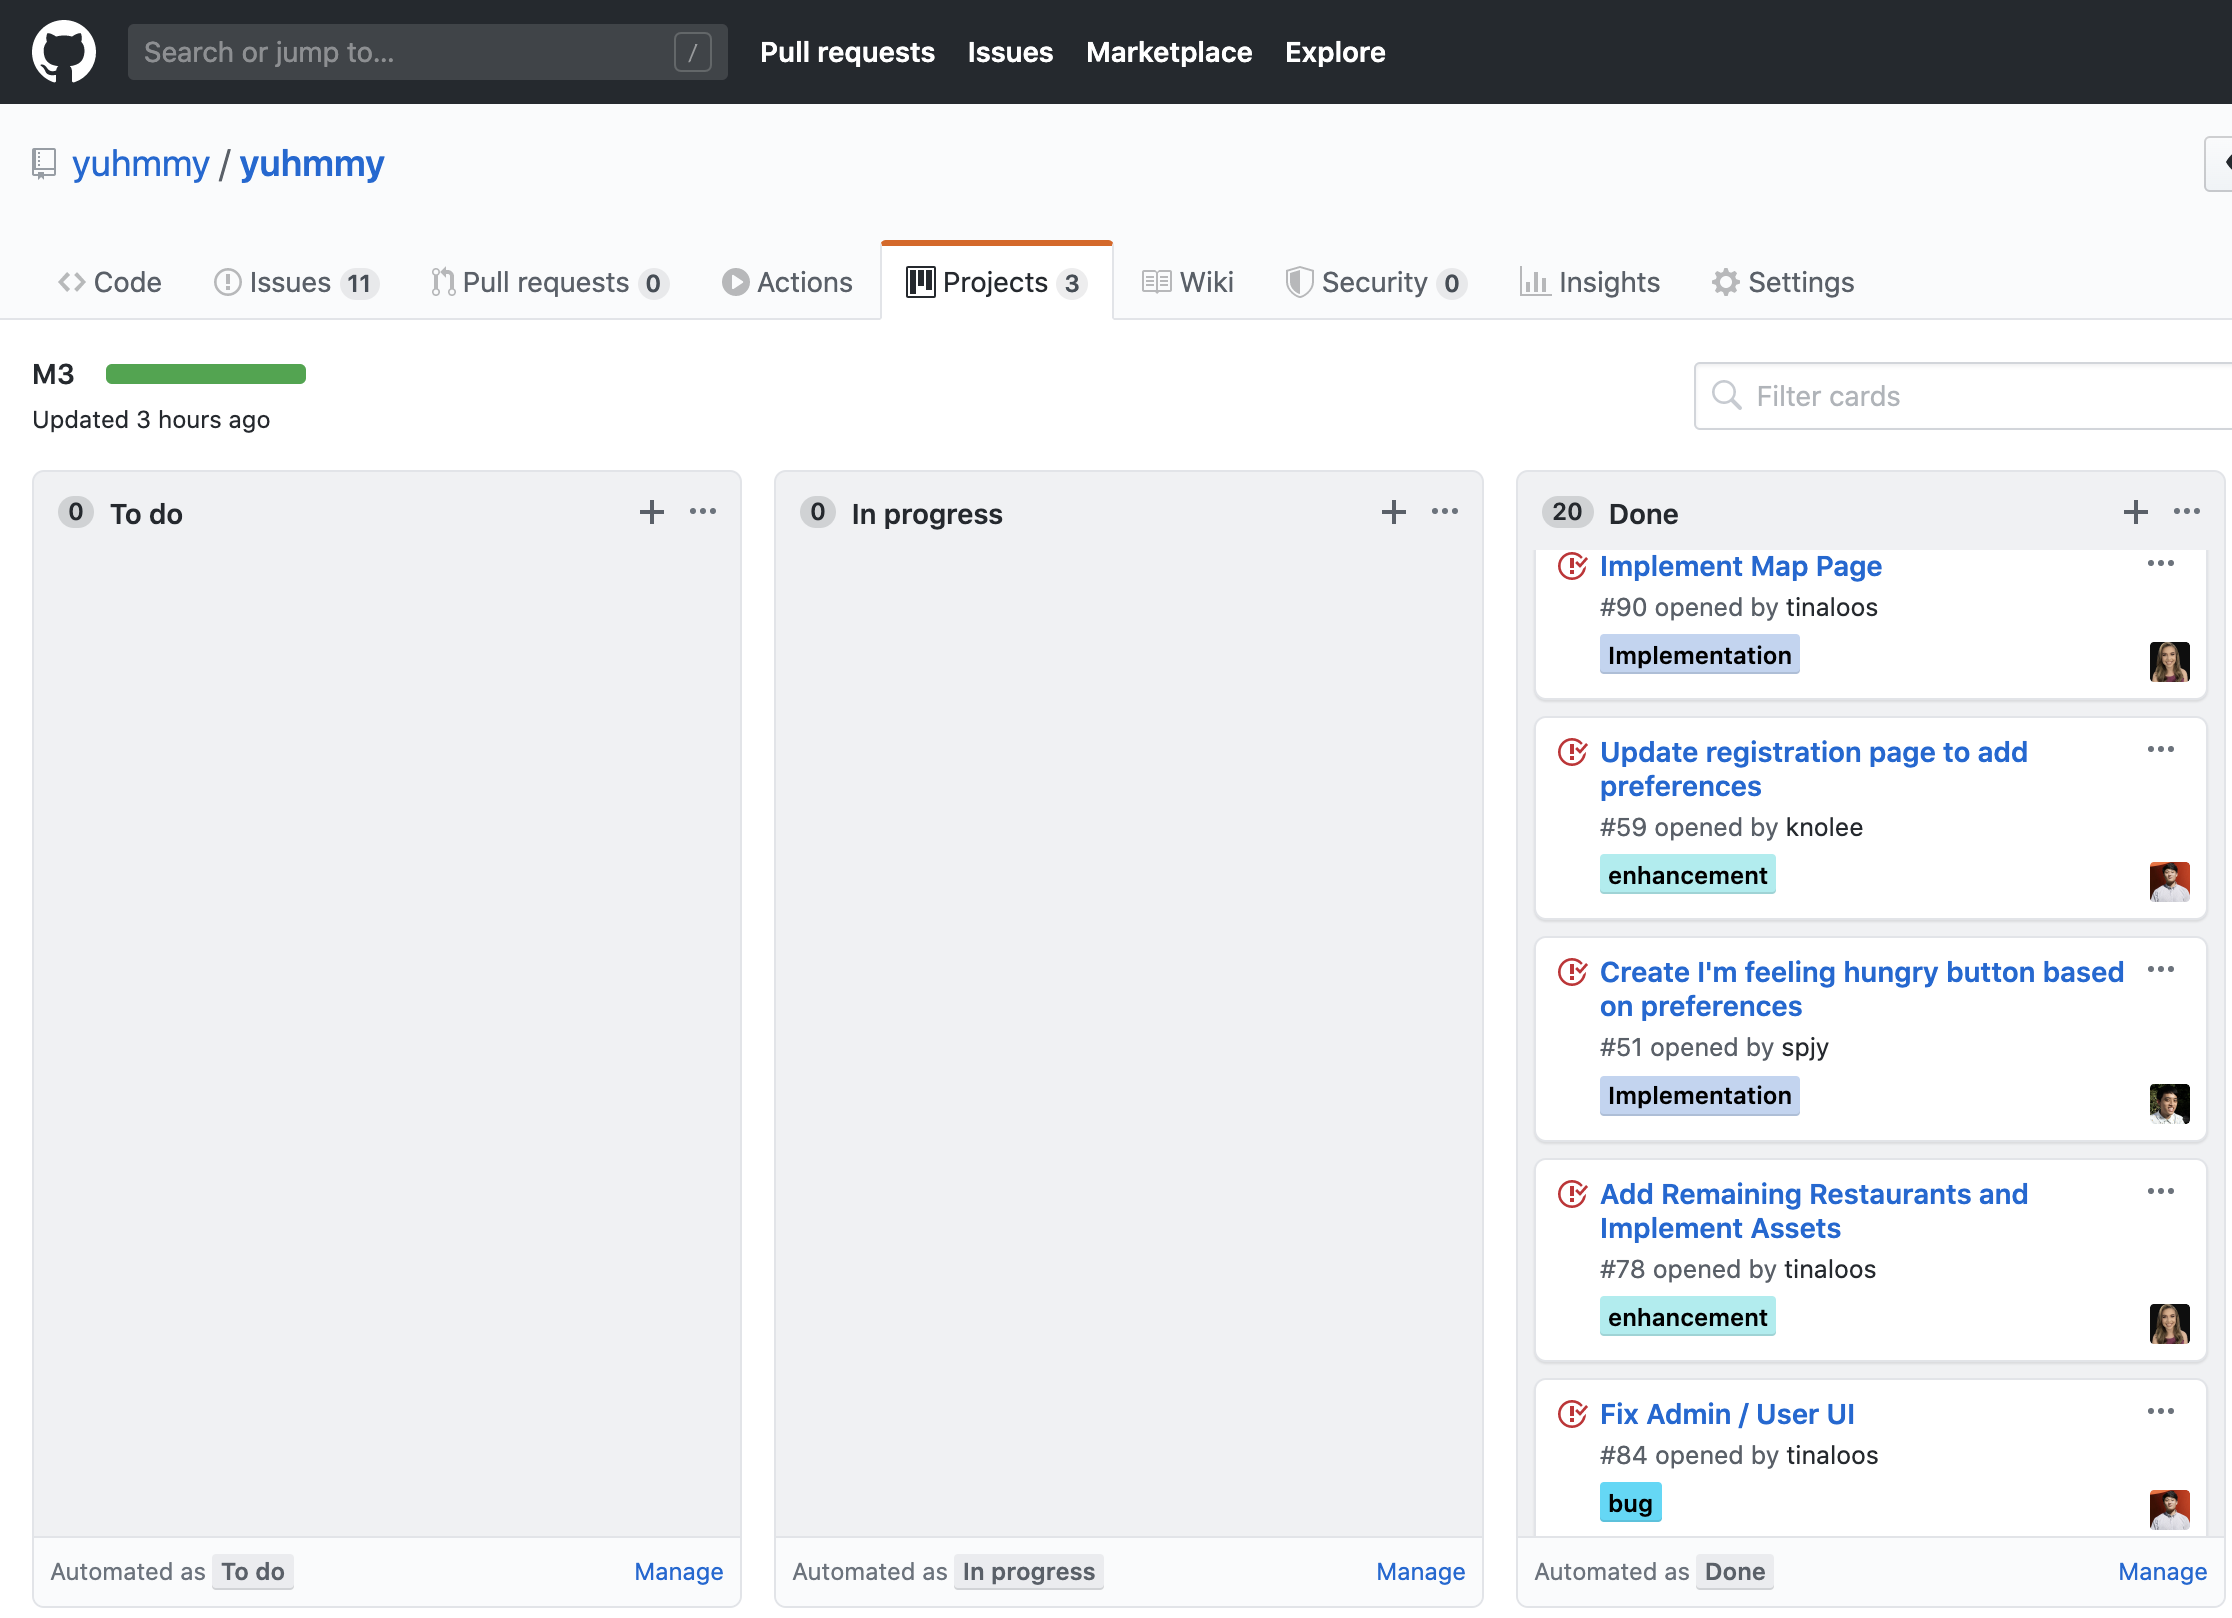 Search or jump to... /
Pull requests Issues Marketplace Explore
yuhmmy / yuhmmy
Code Issues 11 Pull requests 0 Actions Projects 3 Wiki Security 0 Insights Settings
M3
Updated 3 hours ago
Filter cards
0 To do
Automated as To do Manage
0 In progress
Automated as In progress Manage
20 Done
Implement Map Page
#90 opened by tinaloos
Implementation
Update registration page to add
preferences
#59 opened by knolee
enhancement
Create I'm feeling hungry button based
on preferences
#51 opened by spjy
Implementation
Add Remaining Restaurants and
Implement Assets
#78 opened by tinaloos
enhancement
Fix Admin / User UI
#84 opened by tinaloos
bug
Automated as Done Manage